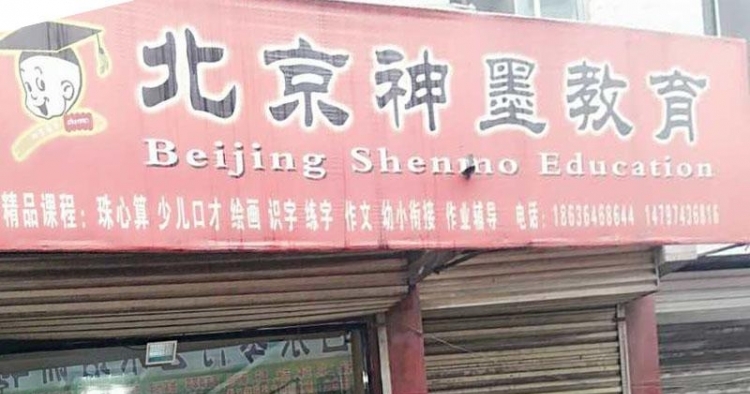 北京神墨教育
Beijing Shenmo Education
精品课程：珠心算 少儿口才 绘画 识字 练字 作文 幼小衔接 作业辅导 电话：18636468644 14797436816